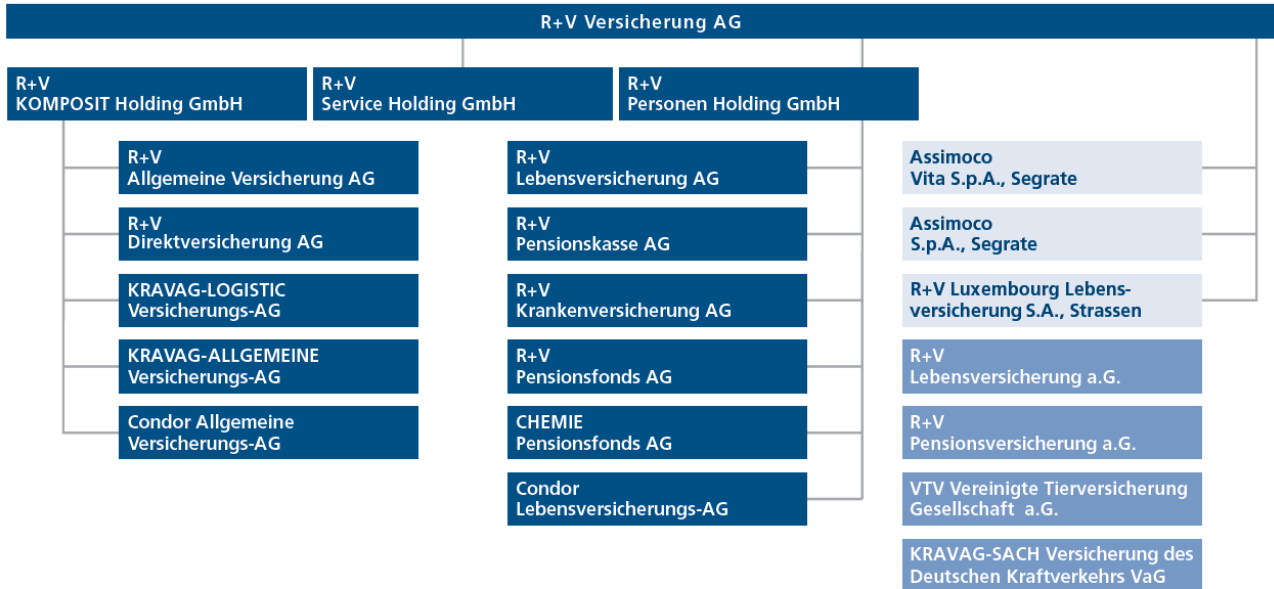 R+V Versicherung AG
R+V
KOMPOSIT Holding GmbH
R+V
Service Holding GmbH
R+V
Personen Holding GmbH
R+V
Allgemeine Versicherung AG
R+V
Direktversicherung AG
KRAVAG-LOGISTIC
Versicherungs-AG
KRAVAG-ALLGEMEINE
Versicherungs-AG
Condor Allgemeine
Versicherungs-AG
R+V
Lebensversicherung AG
R+V
Pensionskasse AG
R+V
Krankenversicherung AG
R+V
Pensionsfonds AG
CHEMIE
Pensionsfonds AG
Condor
Lebensversicherungs-AG
Assimoco
Vita S.p.A., Segrate
Assimoco
S.p.A., Segrate
R+V Luxembourg Lebens-
versicherung S.A., Strassen
R+V
Lebensversicherung a.G.
R+V
Pensionsversicherung a.G.
VTV Vereinigte Tierversicherung
Gesellschaft a.G.
KRAVAG-SACH Versicherung des
Deutschen Kraftverkehrs VaG